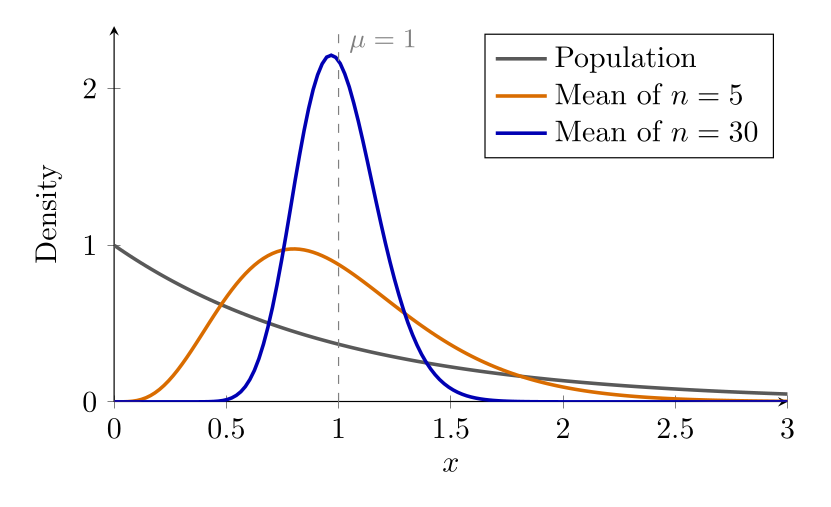 μ = 1
Population
Mean of n = 5
Mean of n = 30
Density
2
1
0
0
0.5
1
1.5
2
2.5
3
x